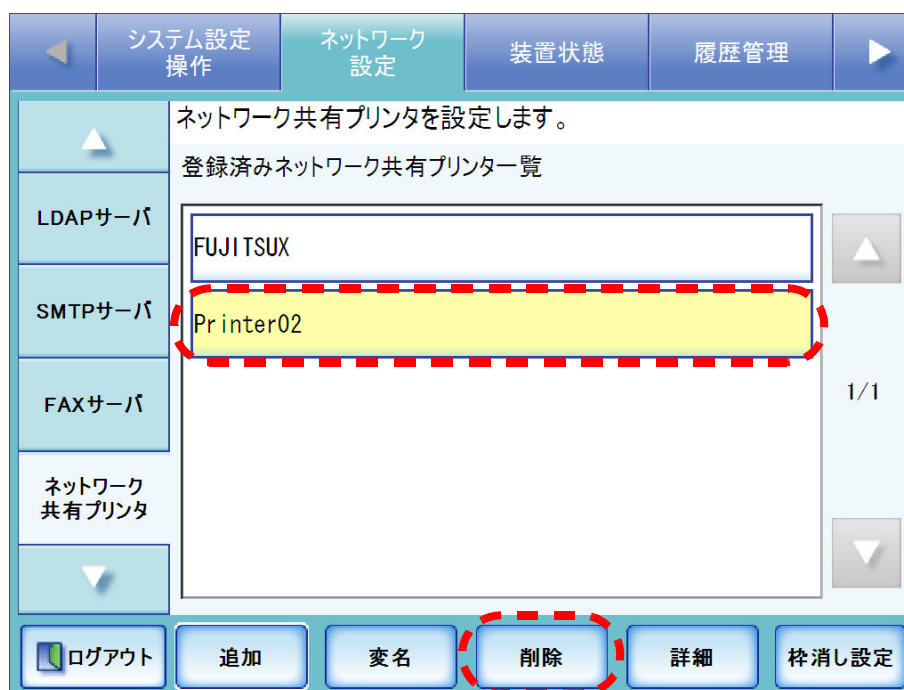 システム設定
操作
ネットワーク
設定
装置状態
履歴管理
ネットワーク共有プリンタを設定します。
登録済みネットワーク共有プリンタ一覧
LDAPサーバ
SMTPサーバ
FAXサーバ
ネットワーク
共有プリンタ
FUJITSUX
Printer02
1/1
ログアウト
追加
変名
削除
詳細
枠消し設定